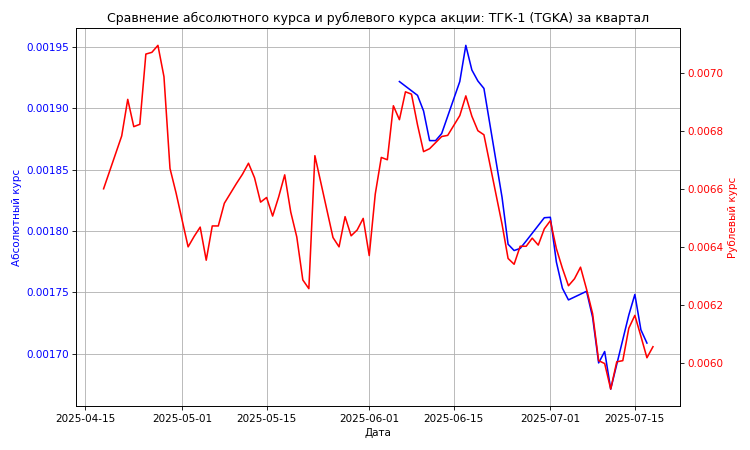 Сравнение абсолютного курса и рублевого курса акции: ТГК-1 (TGKA) за квартал
0.00195
0.00190
0.00185
0.00180
0.00175
0.00170
Абсолютный курс
0.0070
0.0068
0.0066
0.0064
0.0062
0.0060
Рублевый курс
2025-04-15 2025-05-01 2025-05-15 2025-06-01 2025-06-15 2025-07-01 2025-07-15
Дата